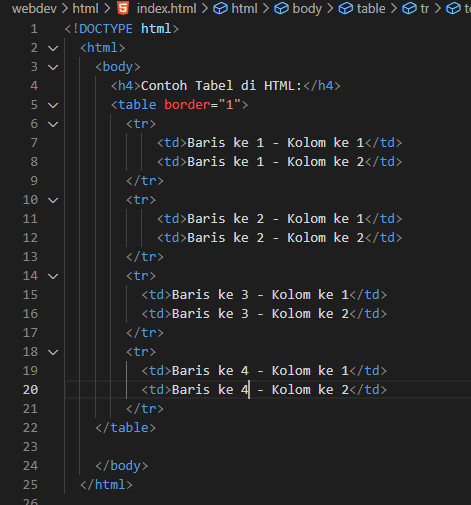 webdev > html > index.html > html > body > table > tr > t
1 <!DOCTYPE html>
2 <html>
3 <body>
4 <h4>Contoh Tabel di HTML:</h4>
5 <table border="1">
6 <tr>
7 <td>Baris ke 1 - Kolom ke 1</td>
8 <td>Baris ke 1 - Kolom ke 2</td>
9 </tr>
10 <tr>
11 <td>Baris ke 2 - Kolom ke 1</td>
12 <td>Baris ke 2 - Kolom ke 2</td>
13 </tr>
14 <tr>
15 <td>Baris ke 3 - Kolom ke 1</td>
16 <td>Baris ke 3 - Kolom ke 2</td>
17 </tr>
18 <tr>
19 <td>Baris ke 4 - Kolom ke 1</td>
20 <td>Baris ke 4 - Kolom ke 2</td>
21 </tr>
22 </table>
23
24 </body>
25 </html>
26